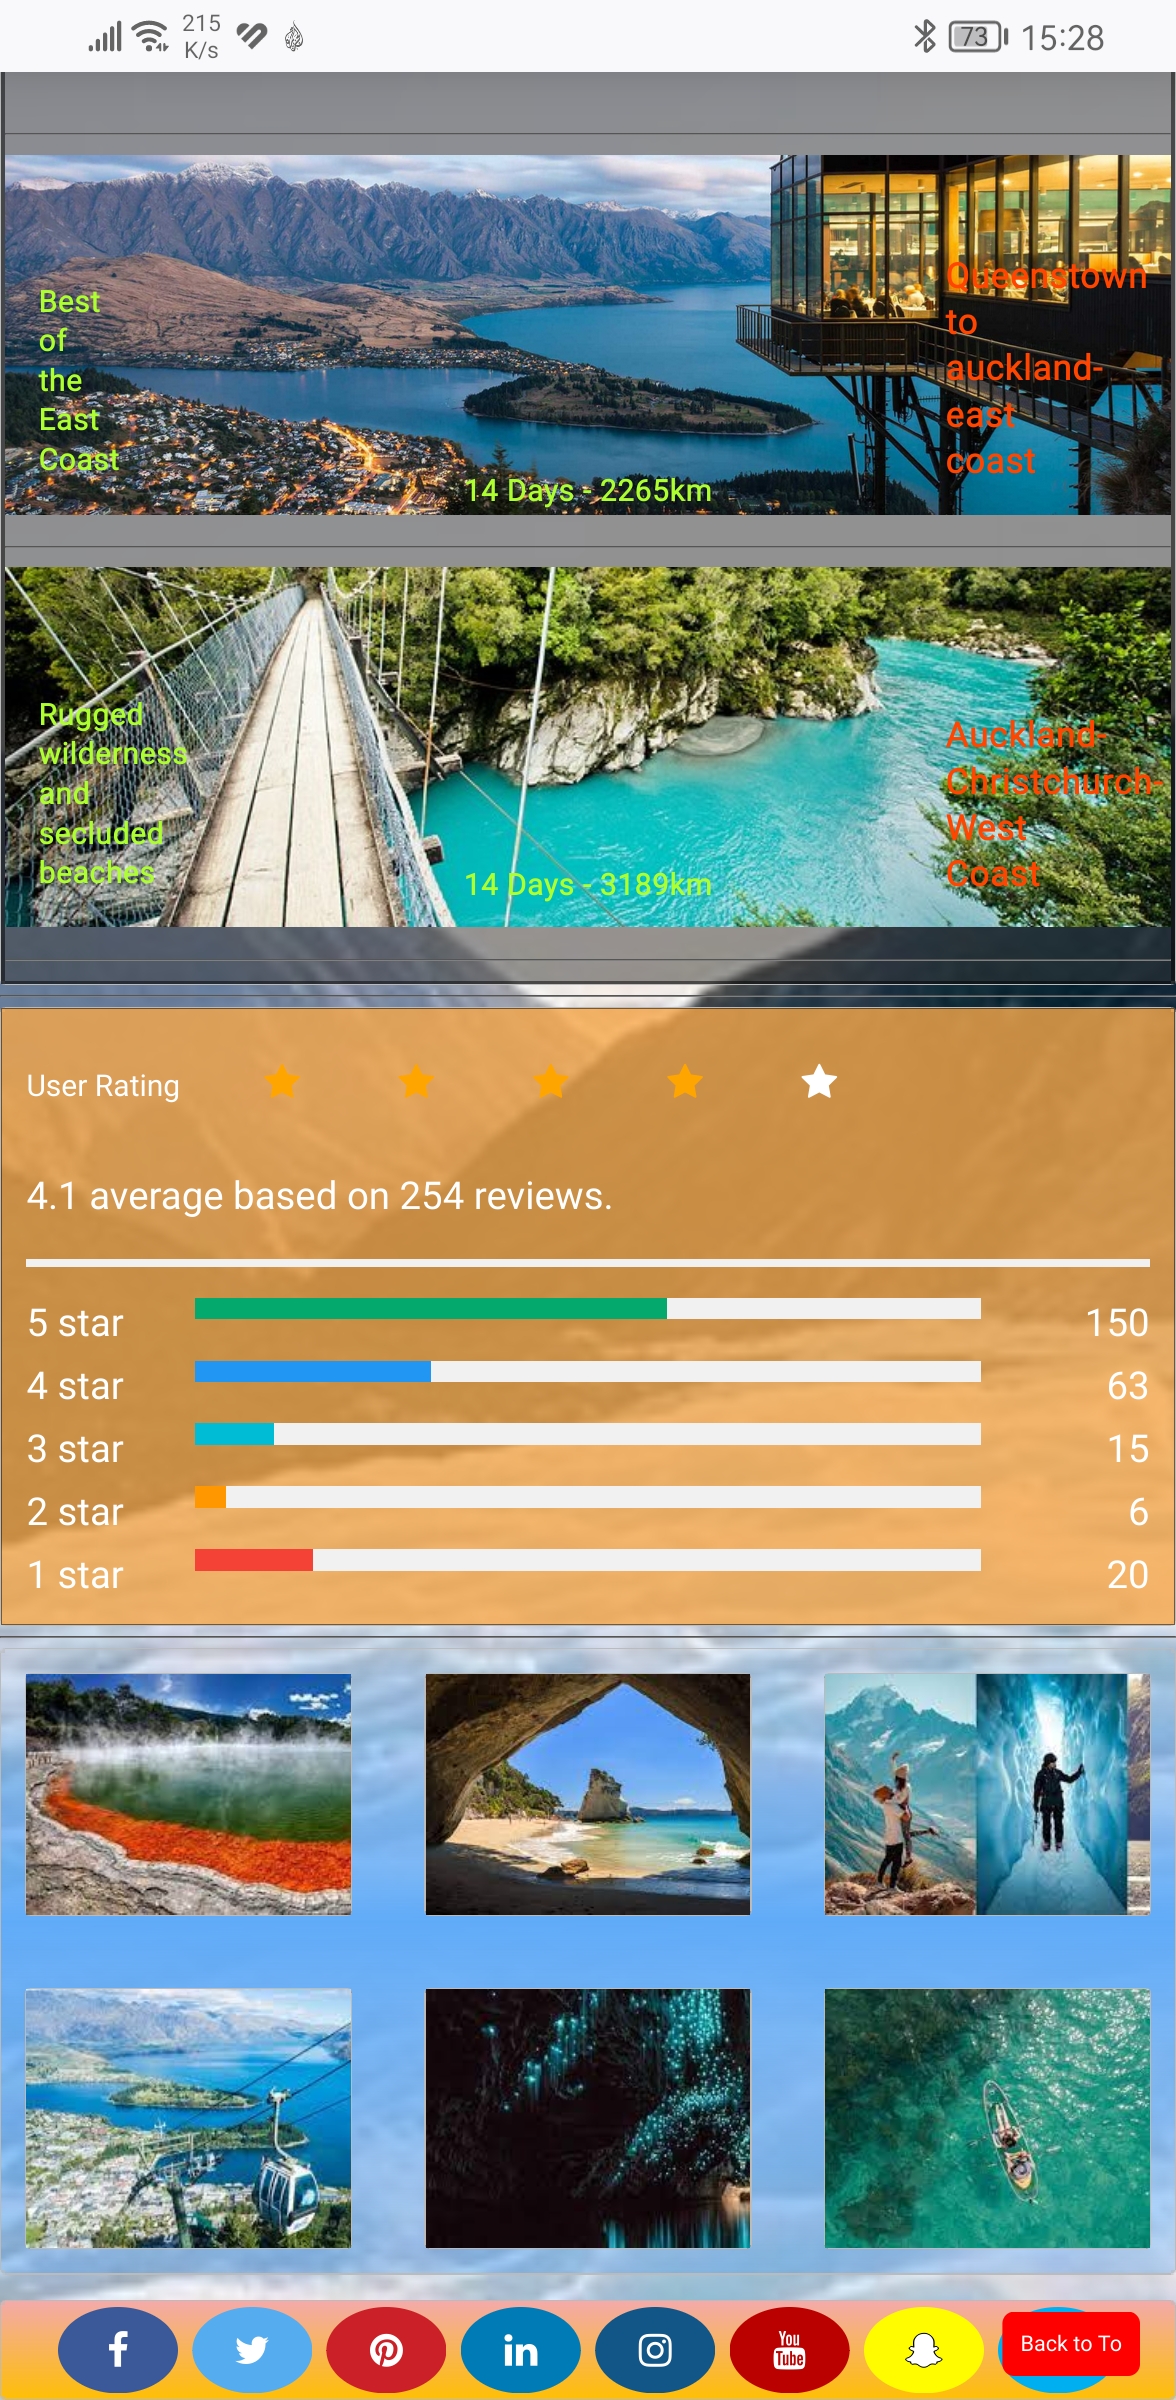 215
K/s
73
15:28
Best
of
the
East
Coast
Queenstown
to
auckland-
east
coast
14 Days - 2265km
Rugged
wilderness
and
secluded
beaches
Auckland-
Christchurch-
West
Coast
14 Days - 3189km
User Rating
4.1 average based on 254 reviews.
5 star
150
4 star
63
3 star
15
2 star
6
1 star
20
You
Tube
Back to To